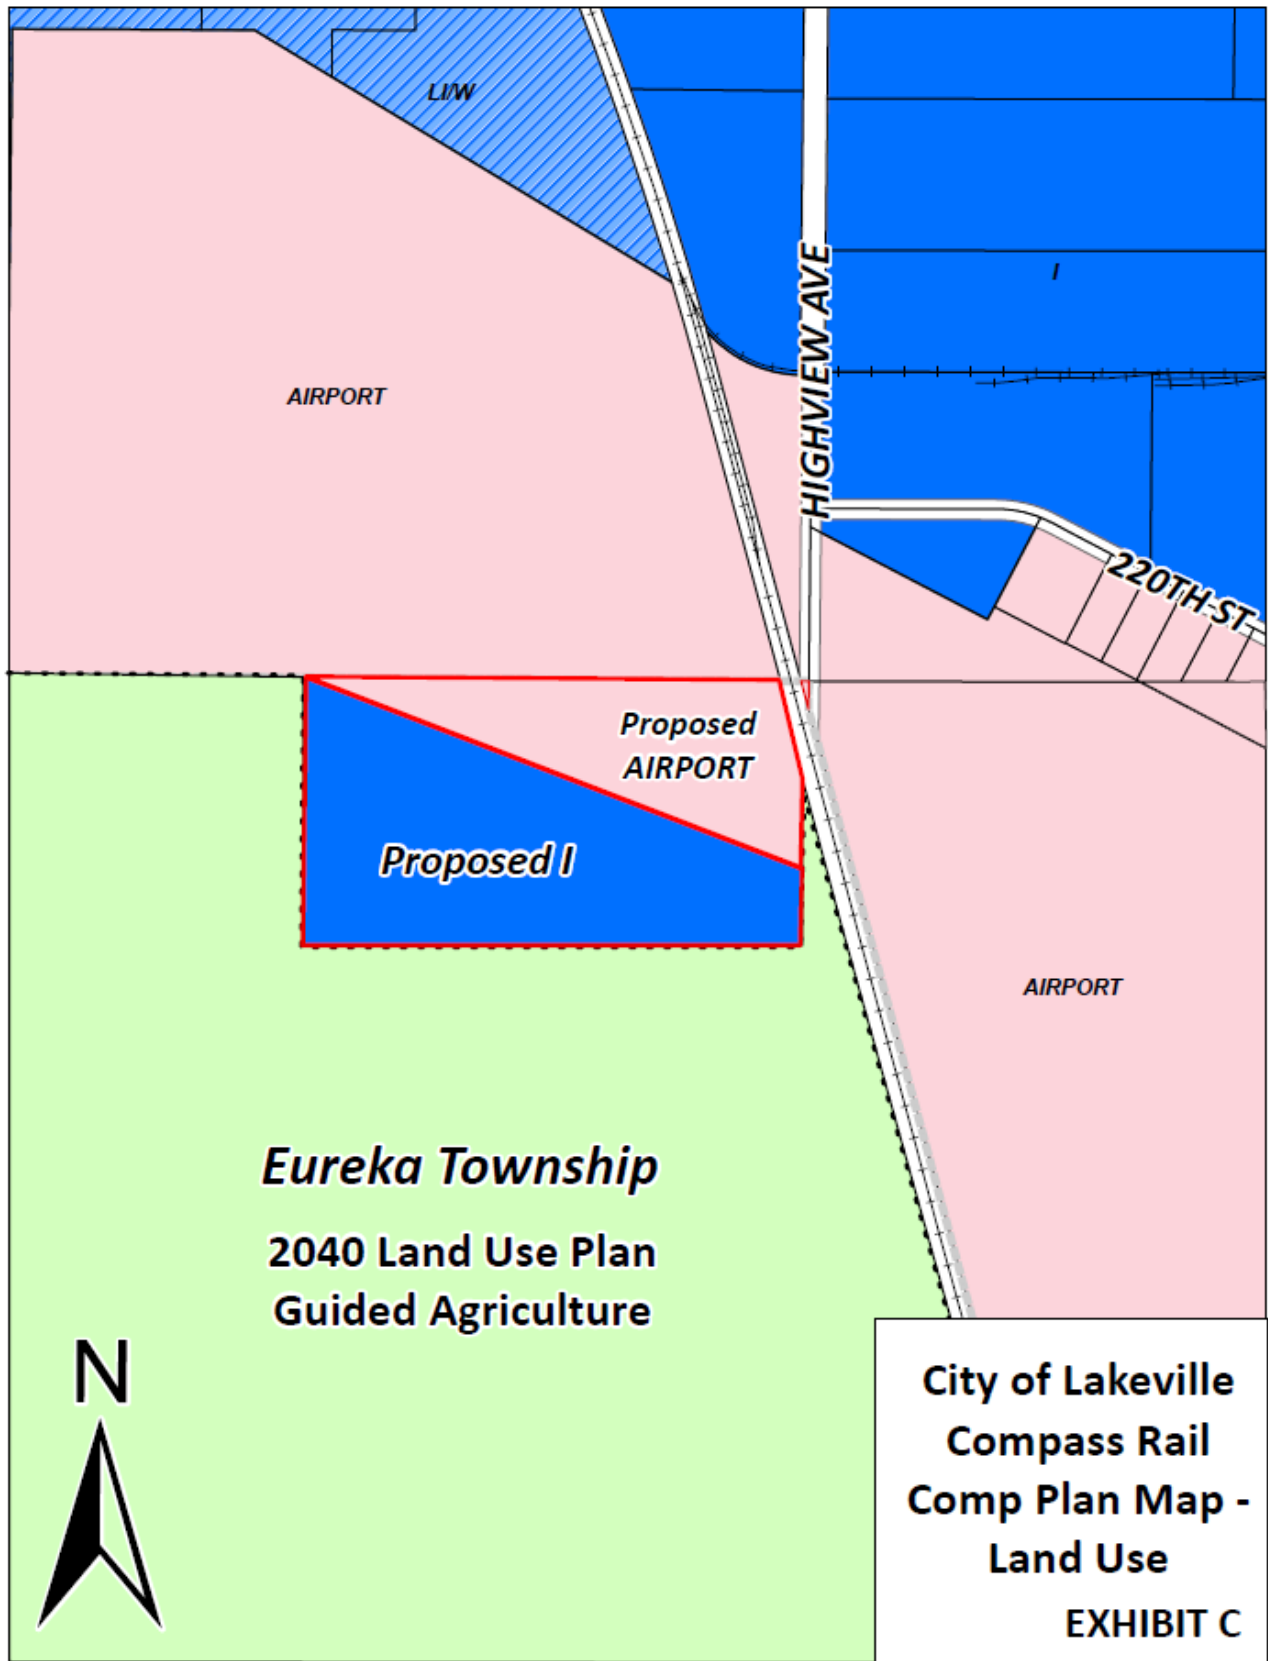 LI/W
HIGHVIEW AVE
I
AIRPORT
220TH ST
Proposed
AIRPORT
Proposed I
AIRPORT
Eureka Township
2040 Land Use Plan
Guided Agriculture
N
City of Lakeville
Compass Rail
Comp Plan Map -
Land Use
EXHIBIT C